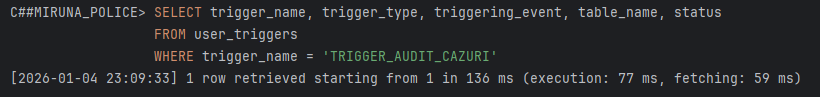 C##MIRUNA_POLICE> SELECT trigger_name, trigger_type, triggering_event, table_name, status
FROM user_triggers
WHERE trigger_name = 'TRIGGER_AUDIT_CAZURI'
[2026-01-04 23:09:33] 1 row retrieved starting from 1 in 136 ms (execution: 77 ms, fetching: 59 ms)